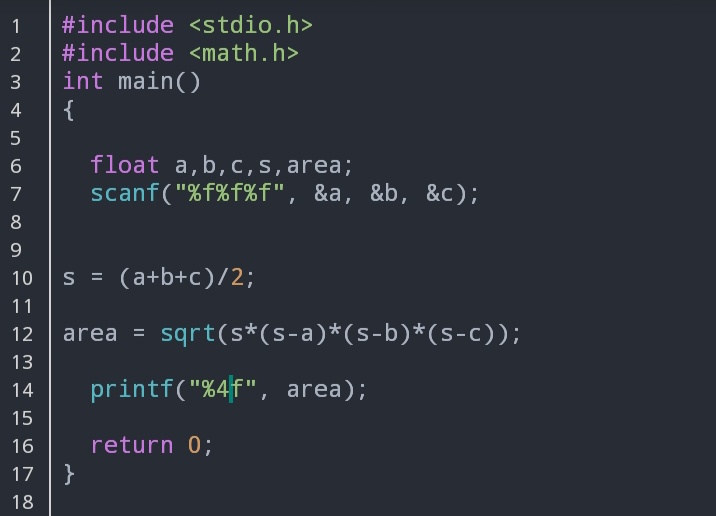 1 #include <stdio.h>
2 #include <math.h>
3 int main()
4 {
5
6   float a,b,c,s,area;
7   scanf("%f%f%f", &a, &b, &c);
8
9
10 s = (a+b+c)/2;
11
12 area = sqrt(s*(s-a)*(s-b)*(s-c));
13
14   printf("%4f", area);
15
16   return 0;
17 }
18